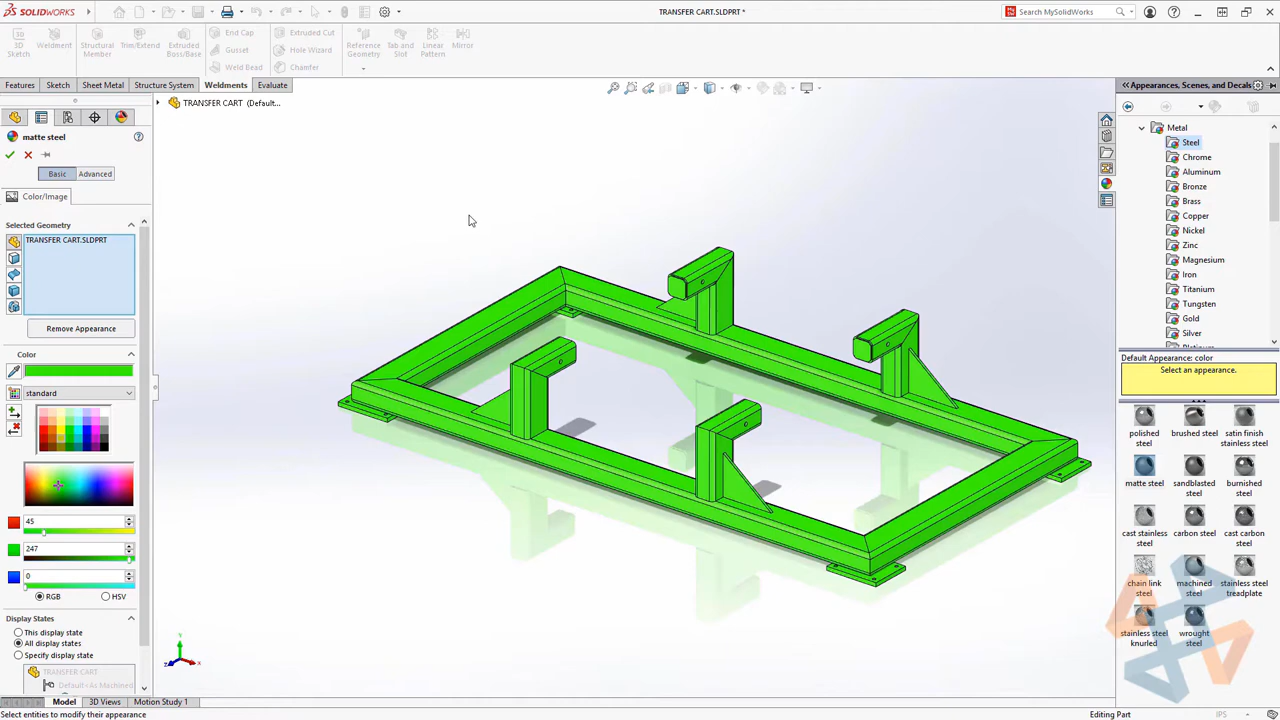 SOLIDWORKS
TRANSFER CART.SLDPRT *
Search MySolidWorks
3D Sketch
Weldment
Structural Member
Trim/Extend
Extruded Boss/Base
End Cap
Gusset
Weld Bead
Extruded Cut
Hole Wizard
Chamfer
Reference Geometry
Tab and Slot
Linear Pattern
Mirror
Features
Sketch
Sheet Metal
Structure System
Weldments
Evaluate
TRANSFER CART (Default...
matte steel
Basic
Advanced
Color/Image
Selected Geometry
TRANSFER CART.SLDPRT
Remove Appearance
Color
standard
45
247
0
RGB
HSV
Display States
This display state
All display states
Specify display state
TRANSFER CART
Default<As Machined
Appearances, Scenes, and Decals
Metal
Steel
Chrome
Aluminum
Bronze
Brass
Copper
Nickel
Zinc
Magnesium
Iron
Titanium
Tungsten
Gold
Silver
Default Appearance: color
Select an appearance.
polished steel
brushed steel
satin finish stainless steel
matte steel
sandblasted steel
burnished steel
cast stainless steel
carbon steel
cast carbon steel
chain link steel
machined steel
stainless steel treadplate
stainless steel knurled
wrought steel
Y
X
Z
Model
3D Views
Motion Study 1
Select entities to modify their appearance
Editing Part
IPS